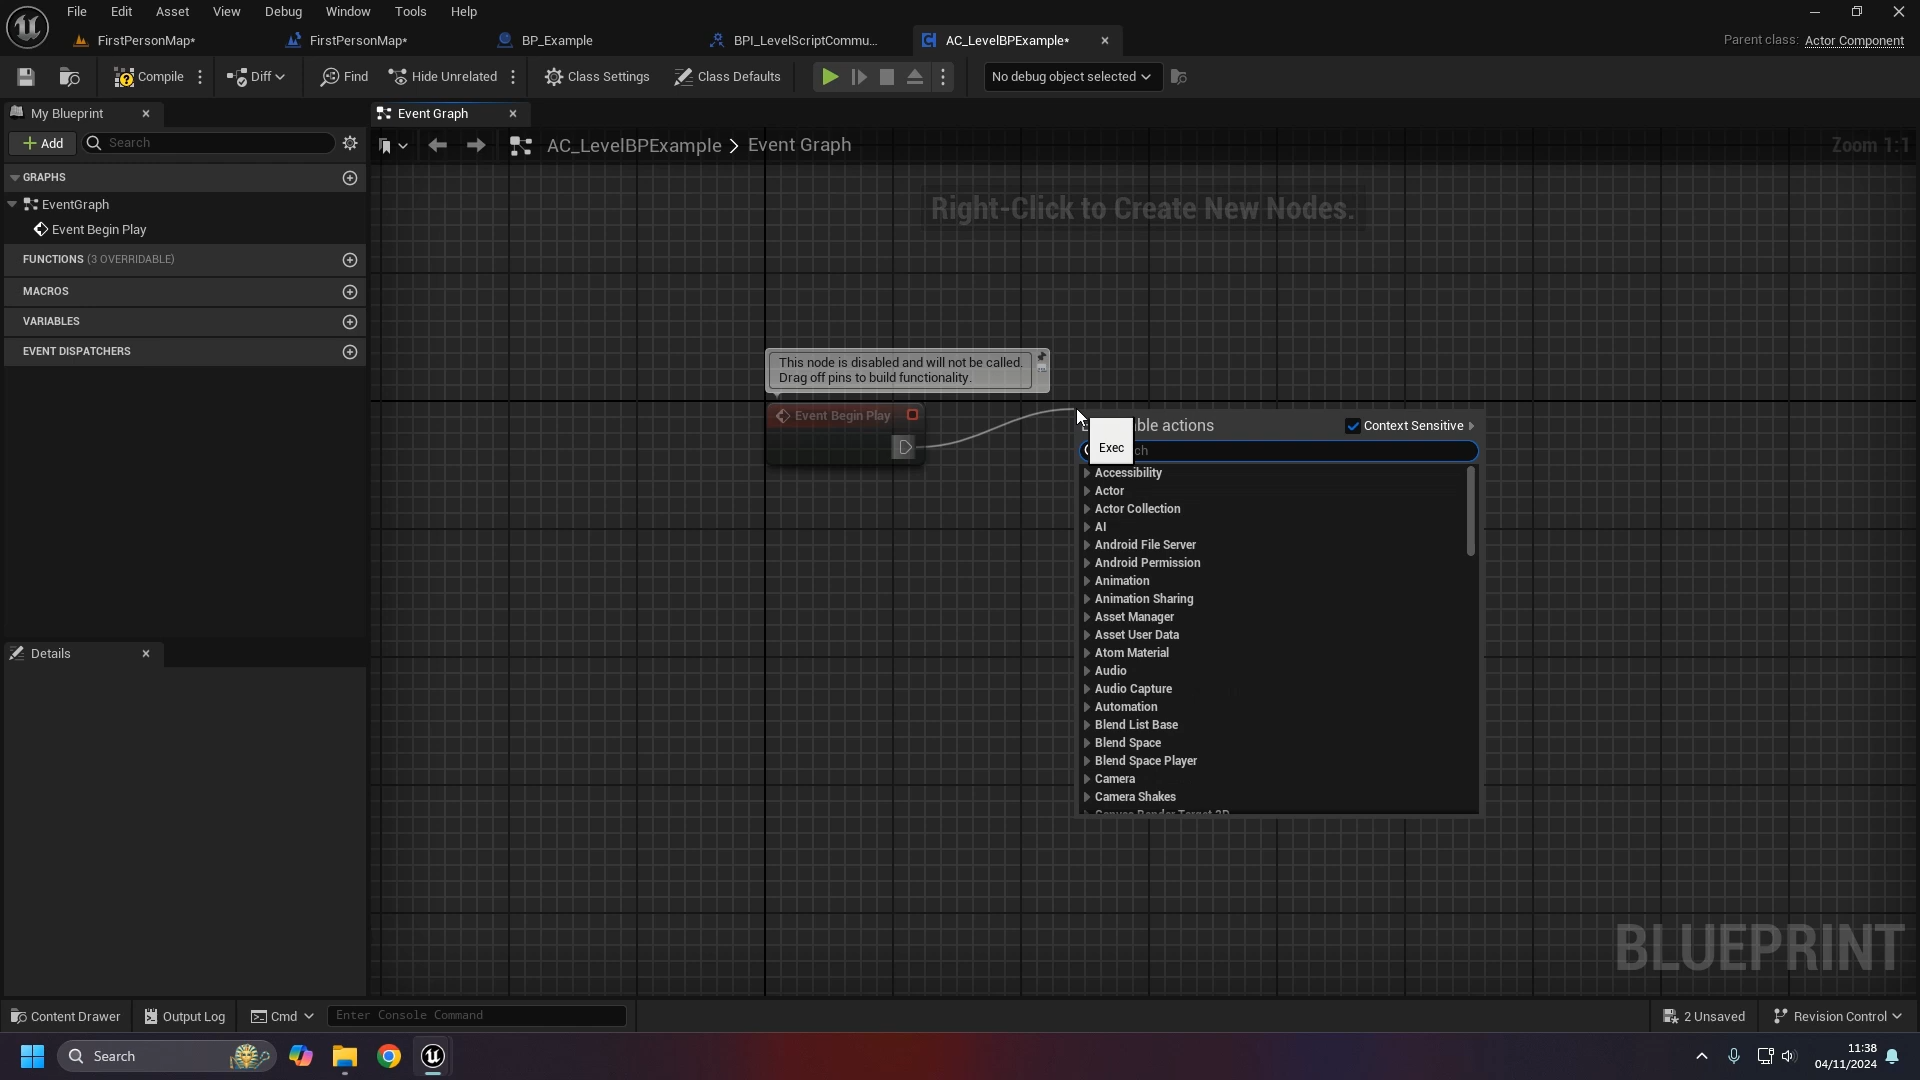 File Edit Asset View Debug Window Tools Help
FirstPersonMap* FirstPersonMap* BP_Example BPI_LevelScriptCommu... AC_LevelBPExample* Parent class: Actor Component
Compile Diff Find Hide Unrelated Class Settings Class Defaults No debug object selected
My Blueprint Event Graph
Add Search AC_LevelBPExample > Event Graph Zoom 1:1
GRAPHS
EventGraph Right-Click to Create New Nodes.
Event Begin Play
FUNCTIONS (3 OVERRIDABLE)
MACROS
VARIABLES
EVENT DISPATCHERS
This node is disabled and will not be called.
Drag off pins to build functionality.
Event Begin Play
actions Context Sensitive
Exec
Accessibility
Actor
Actor Collection
AI
Android File Server
Android Permission
Animation
Animation Sharing
Asset Manager
Asset User Data
Atom Material
Audio
Audio Capture
Automation
Blend List Base
Blend Space
Blend Space Player
Camera
Camera Shakes
Details
BLUEPRINT
Content Drawer Output Log Cmd Enter Console Command 2 Unsaved Revision Control
Search 11:38
04/11/2024